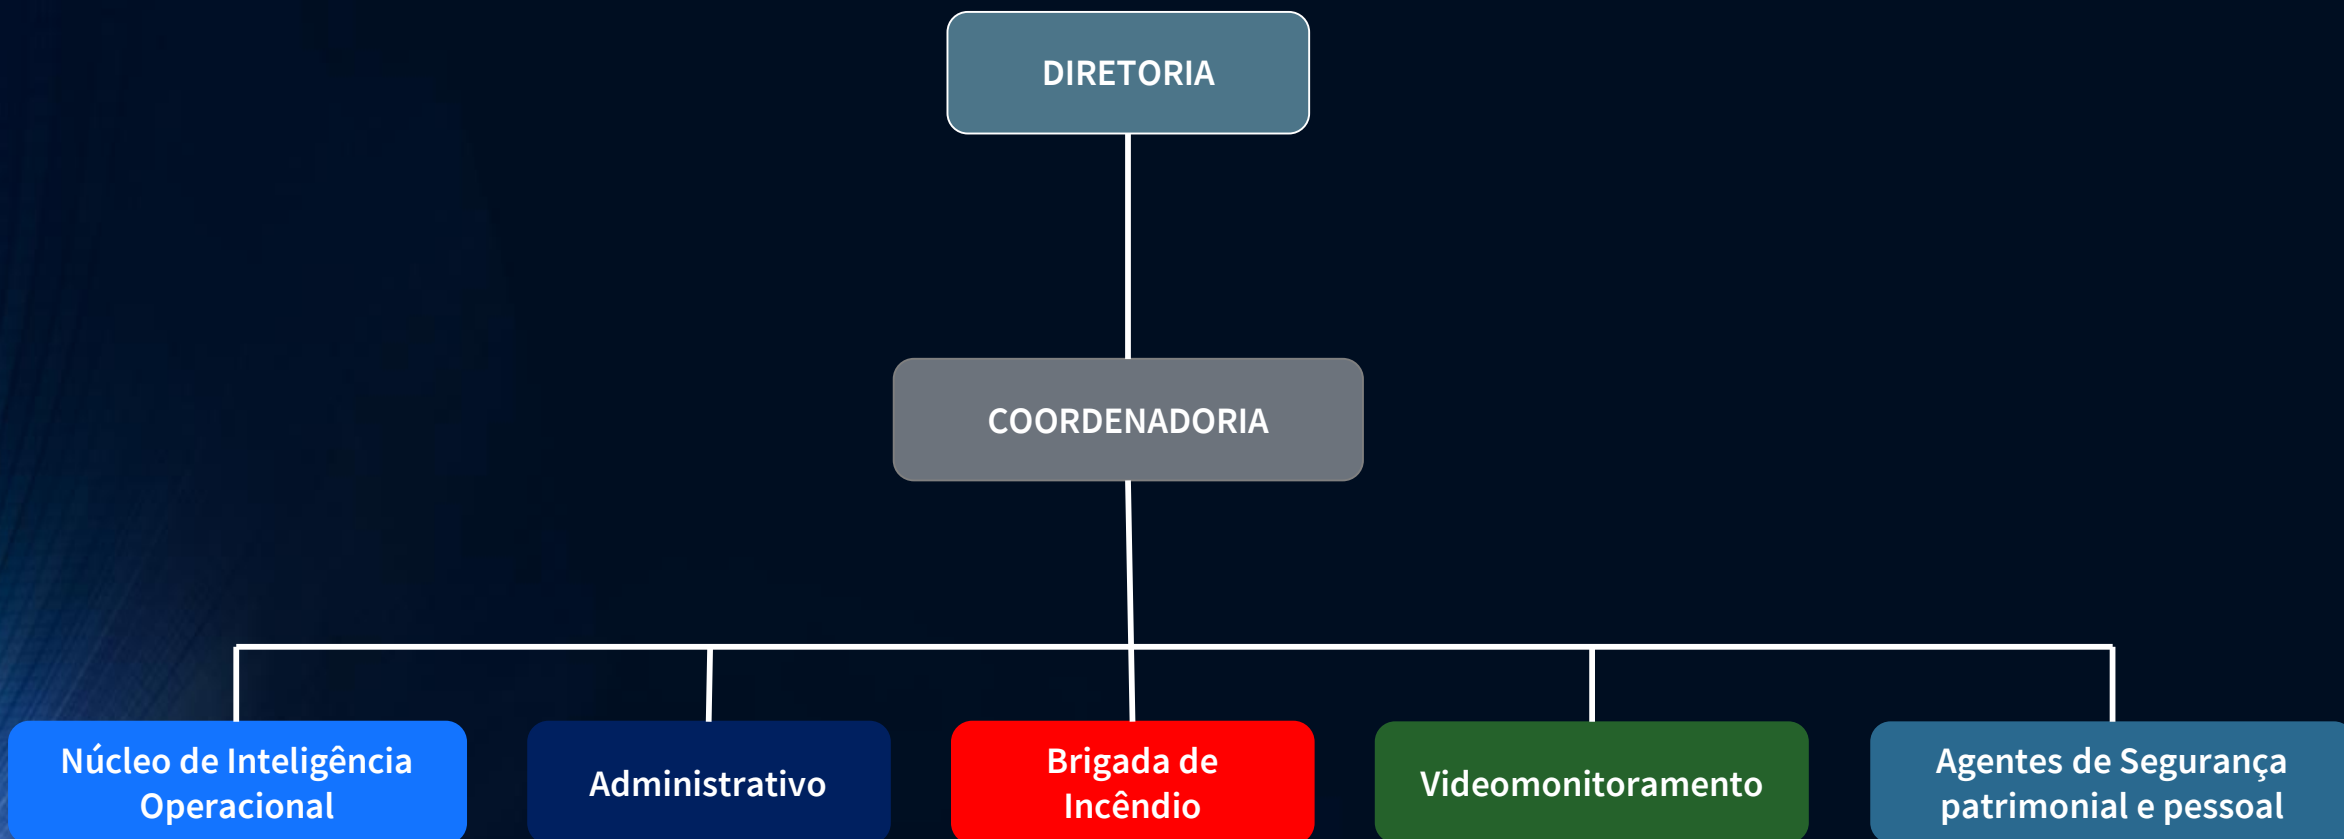 DIRETORIA
COORDENADORIA
Núcleo de Inteligência
Operacional
Administrativo
Brigada de
Incêndio
Videomonitoramento
Agentes de Segurança
patrimonial e pessoal